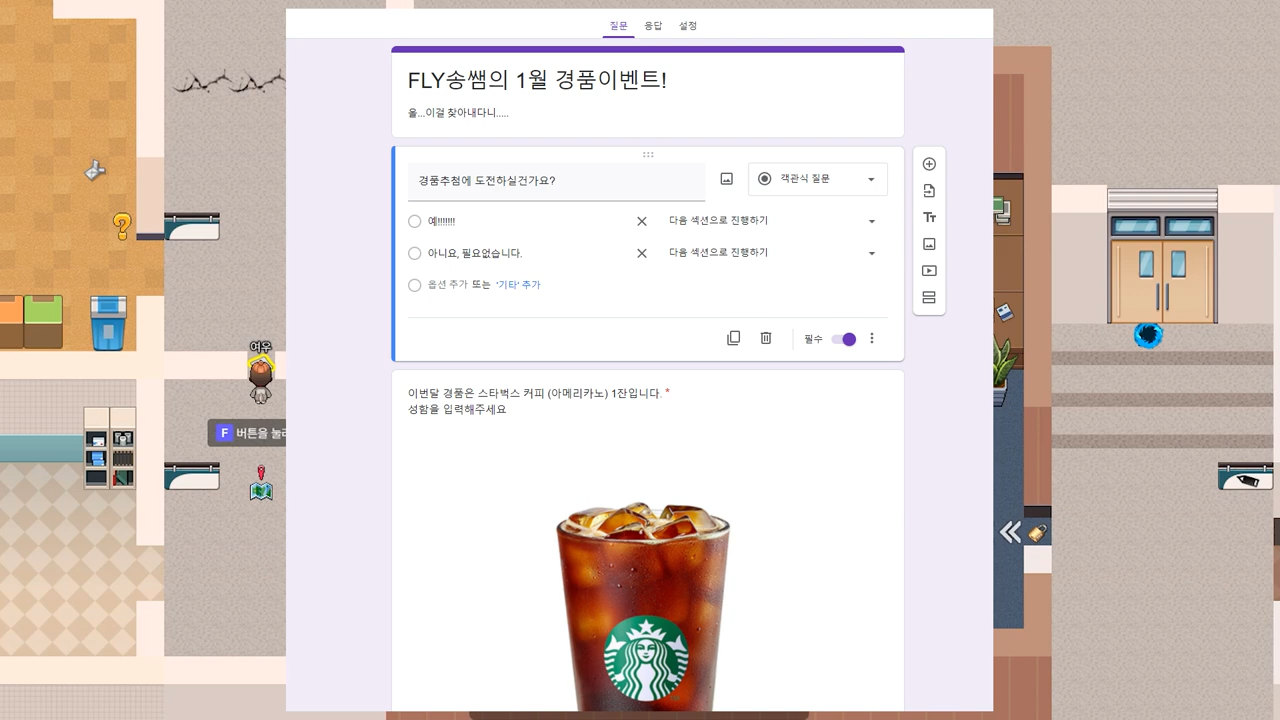 질문 응답 설정
FLY송쌤의 1월 경품이벤트!
올...이걸 찾아내다니.....
경품추첨에 도전하실건가요?
객관식 질문
예!!!!!!!
다음 섹션으로 진행하기
아니요, 필요없습니다.
다음 섹션으로 진행하기
옵션 추가 또는 '기타' 추가
필수
이번달 경품은 스타벅스 커피 (아메리카노) 1잔입니다. *
성함을 입력해주세요
여우
F 버튼을 눌러
Tт